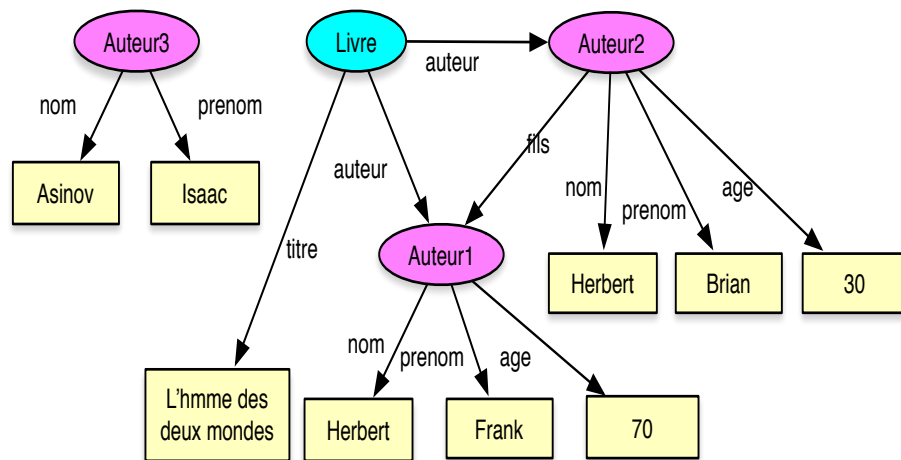 Auteur3
Livre
Auteur2
auteur
nom
prenom
fils
Asinov
Isaac
auteur
nom
prenom
age
titre
Auteur1
Herbert
Brian
30
nom
prenom
age
L'hmme des
deux mondes
Herbert
Frank
70